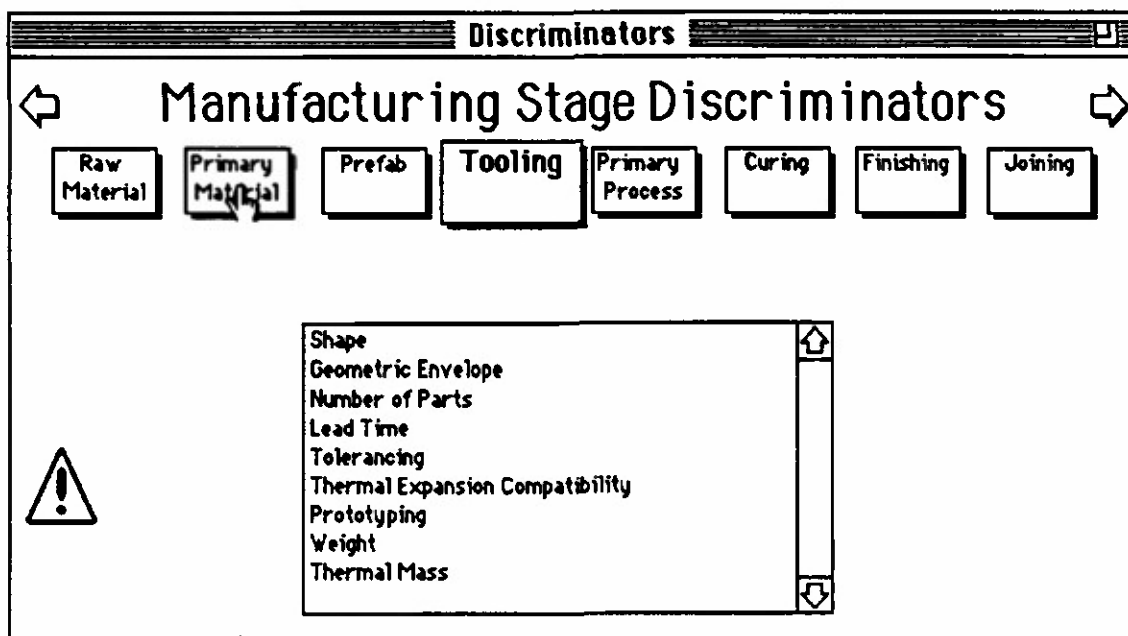 Discriminators
Manufacturing Stage Discriminators
Raw
Material
Primary
Material
Prefab
Tooling
Primary
Process
Curing
Finishing
Joining
Shape
Geometric Envelope
Number of Parts
Lead Time
Tolerancing
Thermal Expansion Compatibility
Prototyping
Weight
Thermal Mass